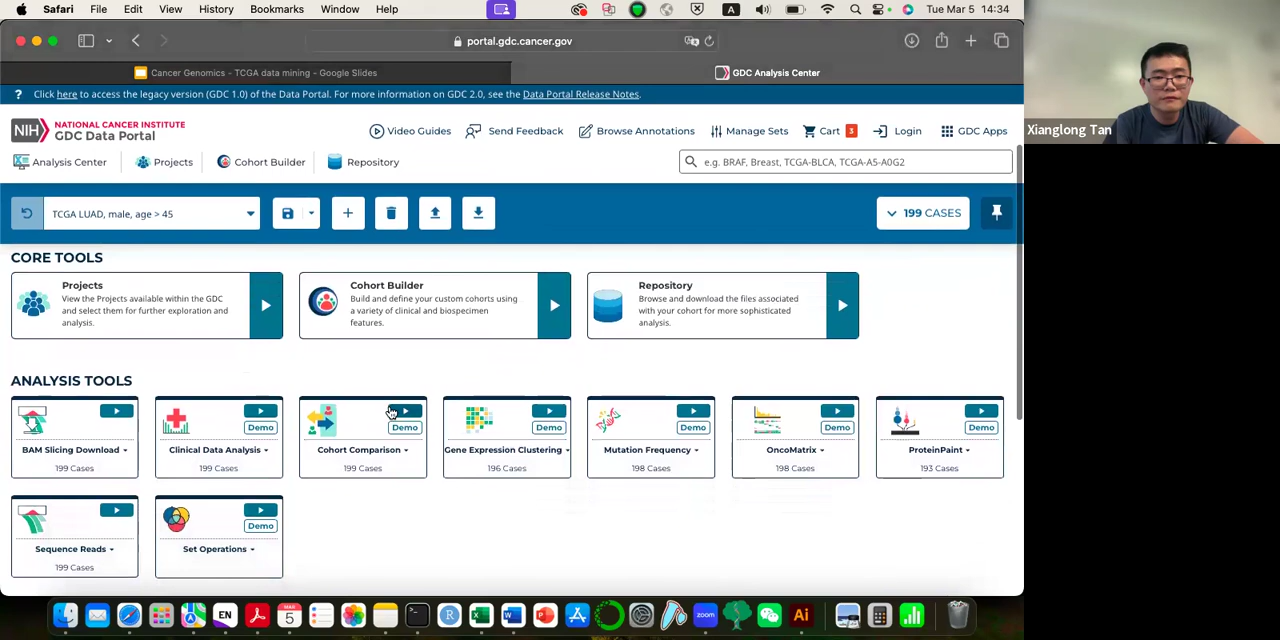 Safari File Edit View History Bookmarks Window Help A Tue Mar 5 14:34
portal.gdc.cancer.gov
Cancer Genomics - TCGA data mining - Google Slides GDC Analysis Center
? Click here to access the legacy version (GDC 1.0) of the Data Portal. For more information on GDC 2.0, see the Data Portal Release Notes.
NIH NATIONAL CANCER INSTITUTE
GDC Data Portal
Video Guides Send Feedback Browse Annotations Manage Sets Cart 3 Login GDC Apps
Xianglong Tan
Analysis Center Projects Cohort Builder Repository e.g. BRAF, Breast, TCGA-BLCA, TCGA-A5-A0G2
TCGA LUAD, male, age > 45 199 CASES
CORE TOOLS
Projects
View the Projects available within the GDC
and select them for further exploration and
analysis.
Cohort Builder
Build and define your custom cohorts using
a variety of clinical and biospecimen
features.
Repository
Browse and download the files associated
with your cohort for more sophisticated
analysis.
ANALYSIS TOOLS
BAM Slicing Download
199 Cases
Demo
Clinical Data Analysis
199 Cases
Demo
Cohort Comparison
199 Cases
Demo
Gene Expression Clustering
196 Cases
Demo
Mutation Frequency
198 Cases
Demo
OncoMatrix
198 Cases
Demo
ProteinPaint
193 Cases
Sequence Reads
199 Cases
Demo
Set Operations
MAR
5
EN
R
zoom
Ai